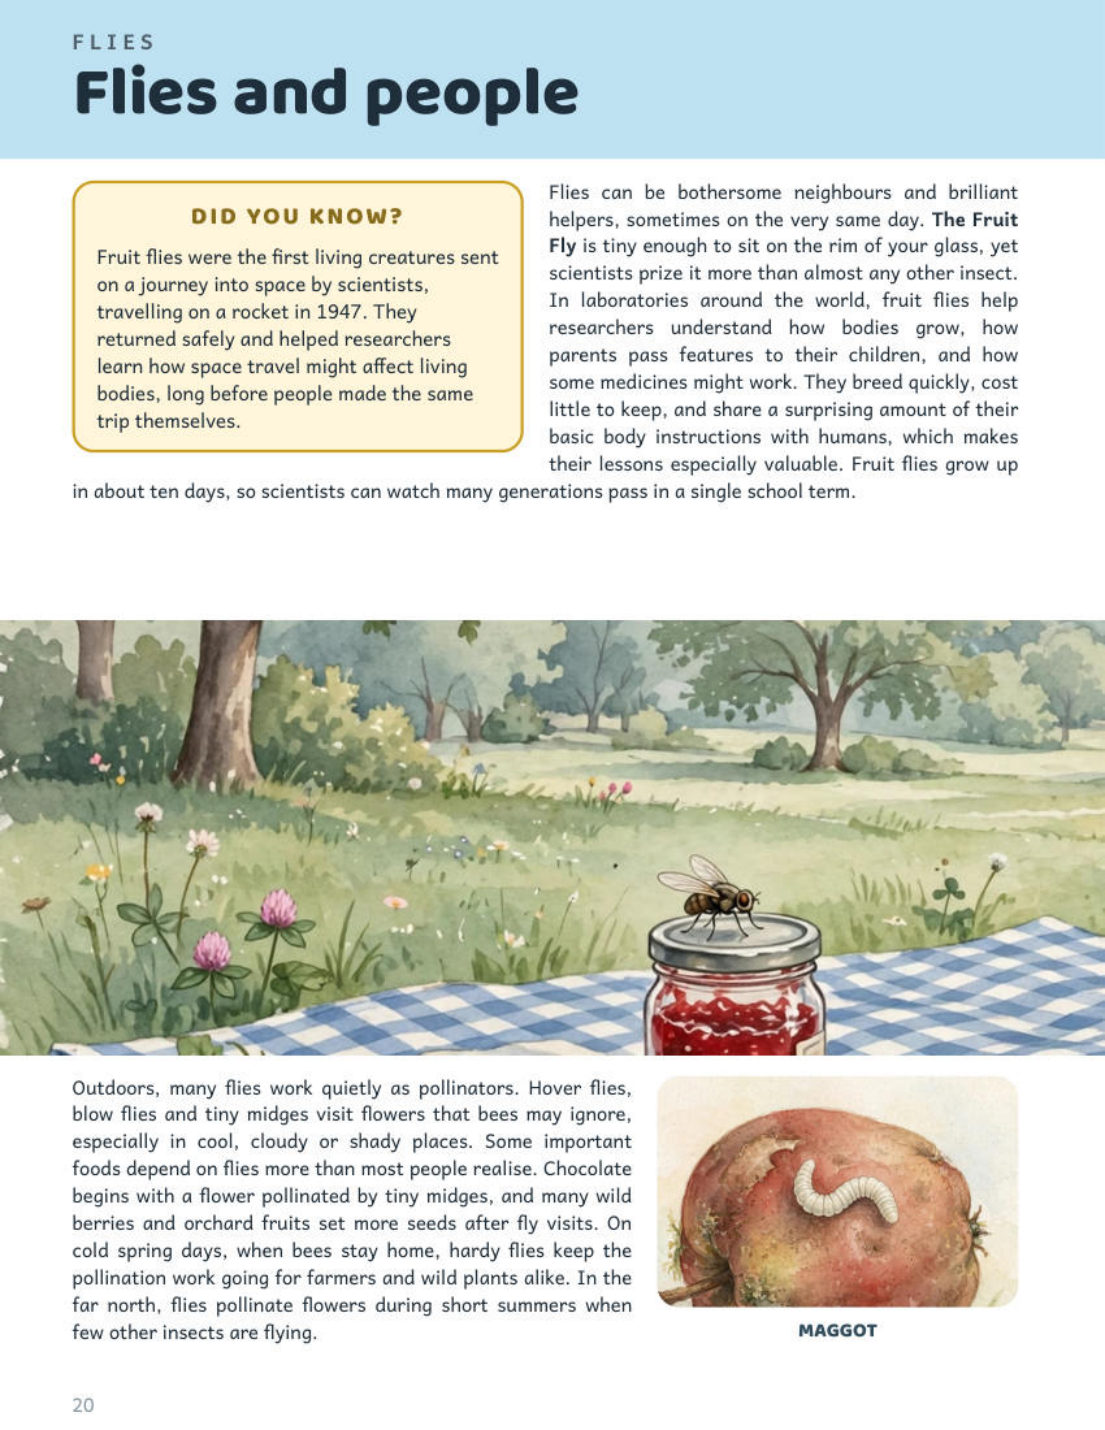 FLIES
Flies and people
DID YOU KNOW?
Fruit flies were the first living creatures sent
on a journey into space by scientists,
travelling on a rocket in 1947. They
returned safely and helped researchers
learn how space travel might affect living
bodies, long before people made the same
trip themselves.
Flies can be bothersome neighbours and brilliant
helpers, sometimes on the very same day. The Fruit
Fly is tiny enough to sit on the rim of your glass, yet
scientists prize it more than almost any other insect.
In laboratories around the world, fruit flies help
researchers understand how bodies grow, how
parents pass features to their children, and how
some medicines might work. They breed quickly, cost
little to keep, and share a surprising amount of their
basic body instructions with humans, which makes
their lessons especially valuable. Fruit flies grow up
in about ten days, so scientists can watch many generations pass in a single school term.
Outdoors, many flies work quietly as pollinators. Hover flies,
blow flies and tiny midges visit flowers that bees may ignore,
especially in cool, cloudy or shady places. Some important
foods depend on flies more than most people realise. Chocolate
begins with a flower pollinated by tiny midges, and many wild
berries and orchard fruits set more seeds after fly visits. On
cold spring days, when bees stay home, hardy flies keep the
pollination work going for farmers and wild plants alike. In the
far north, flies pollinate flowers during short summers when
few other insects are flying.
MAGGOT
20